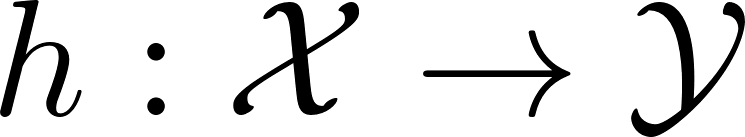 h : 𝒳 → 𝒴